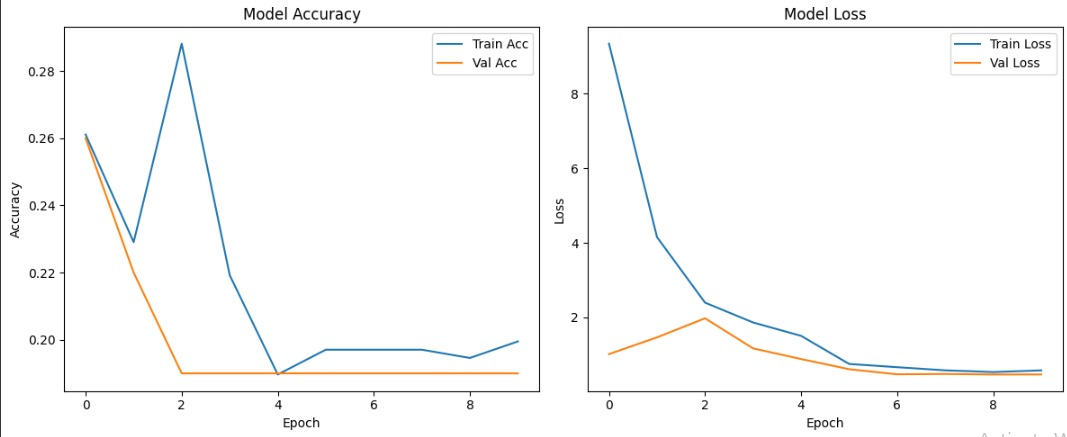 Model Accuracy
Train Acc
Val Acc
0.28
0.26
0.24
0.22
0.20
Accuracy
0 2 4 6 8
Epoch
Model Loss
Train Loss
Val Loss
8
6
4
2
Loss
0 2 4 6 8
Epoch